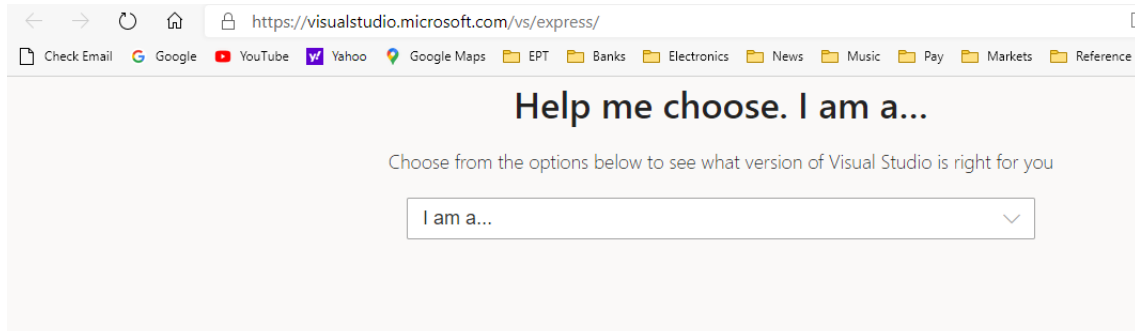 https://visualstudio.microsoft.com/vs/express/
Check Email Google YouTube Yahoo Google Maps EPT Banks Electronics News Music Pay Markets Reference
Help me choose. I am a...
Choose from the options below to see what version of Visual Studio is right for you
I am a...